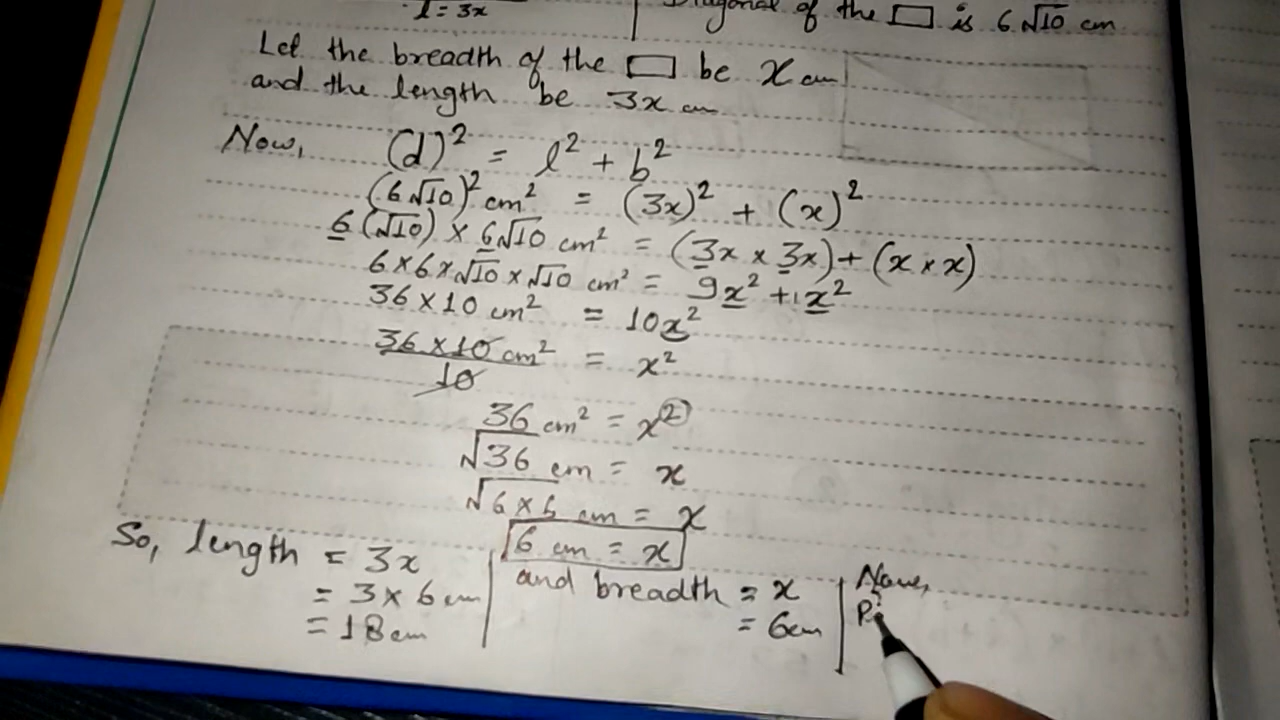 l = 3x
Diagonal of the ▭ is 6√10 cm
Let the breadth of the ▭ be x cm
and the length be 3x cm
Now, (d)² = l² + b²
(6√10)² cm² = (3x)² + (x)²
6(√10) × 6√10 cm² = (3x × 3x) + (x × x)
6×6×√10×√10 cm² = 9x² + 1x²
36×10 cm² = 10x²
36×10 cm²/10 = x²
36 cm² = x²
√36 cm = x
√6×6 cm = x
6 cm = x
So, length = 3x
= 3×6 cm
= 18 cm
and breadth = x
= 6cm
Now,
P